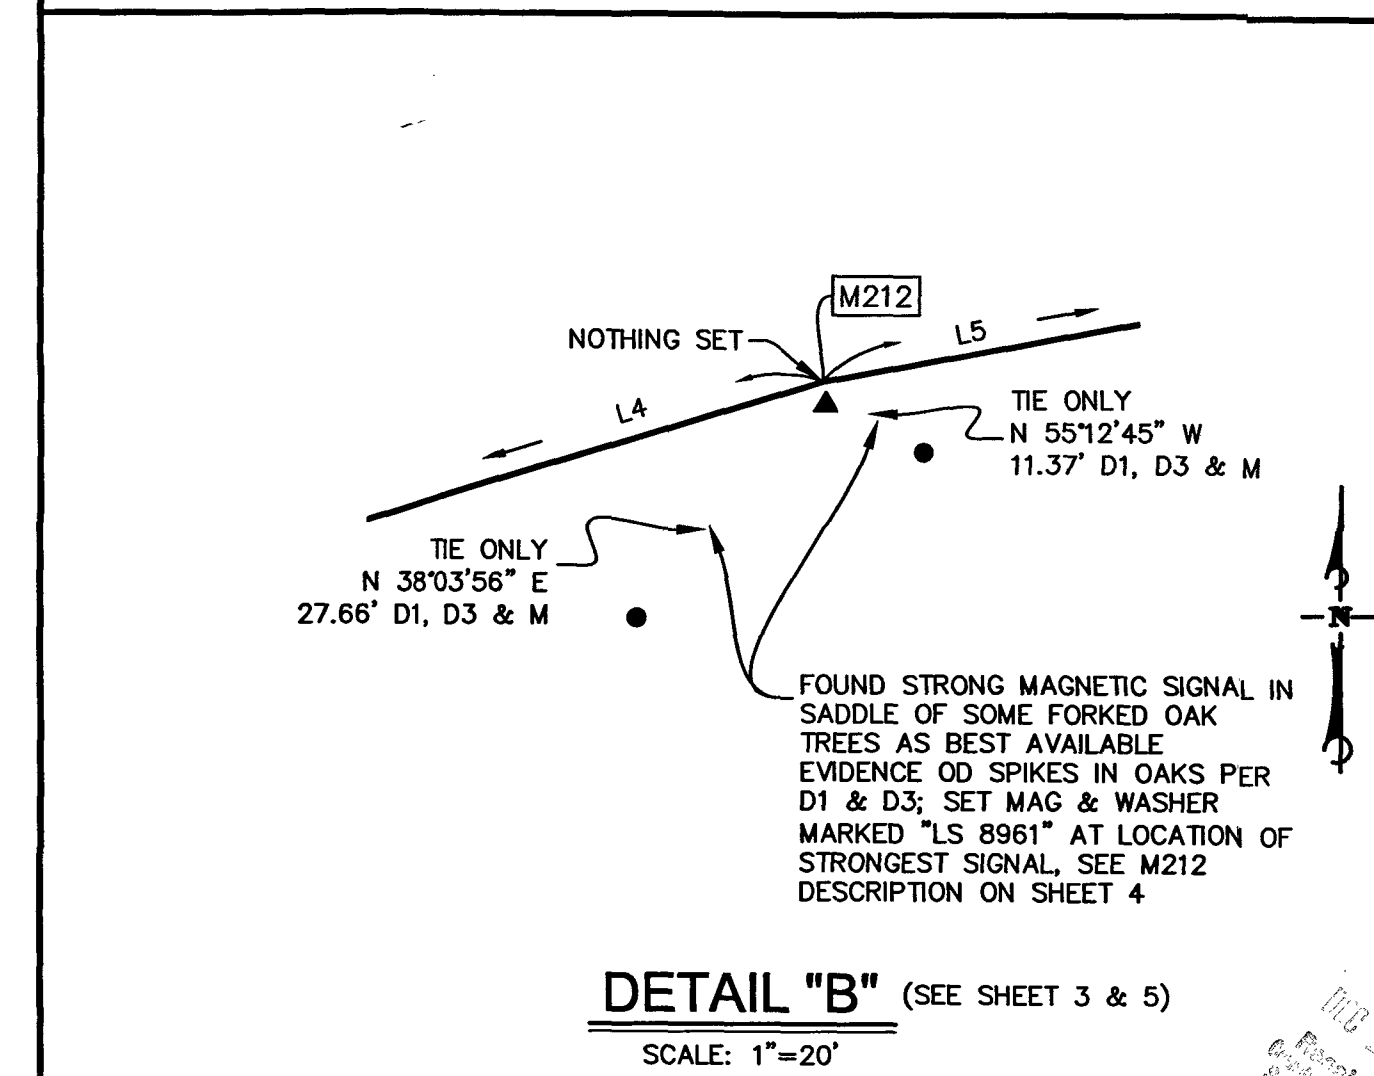 M212
NOTHING SET
L5
L4
TIE ONLY
N 55°12'45" W
11.37' D1, D3 & M
TIE ONLY
N 38°03'56" E
27.66' D1, D3 & M
N
FOUND STRONG MAGNETIC SIGNAL IN
SADDLE OF SOME FORKED OAK
TREES AS BEST AVAILABLE
EVIDENCE OD SPIKES IN OAKS PER
D1 & D3; SET MAG & WASHER
MARKED "LS 8961" AT LOCATION OF
STRONGEST SIGNAL, SEE M212
DESCRIPTION ON SHEET 4
DETAIL "B" (SEE SHEET 3 & 5)
SCALE: 1"=20'